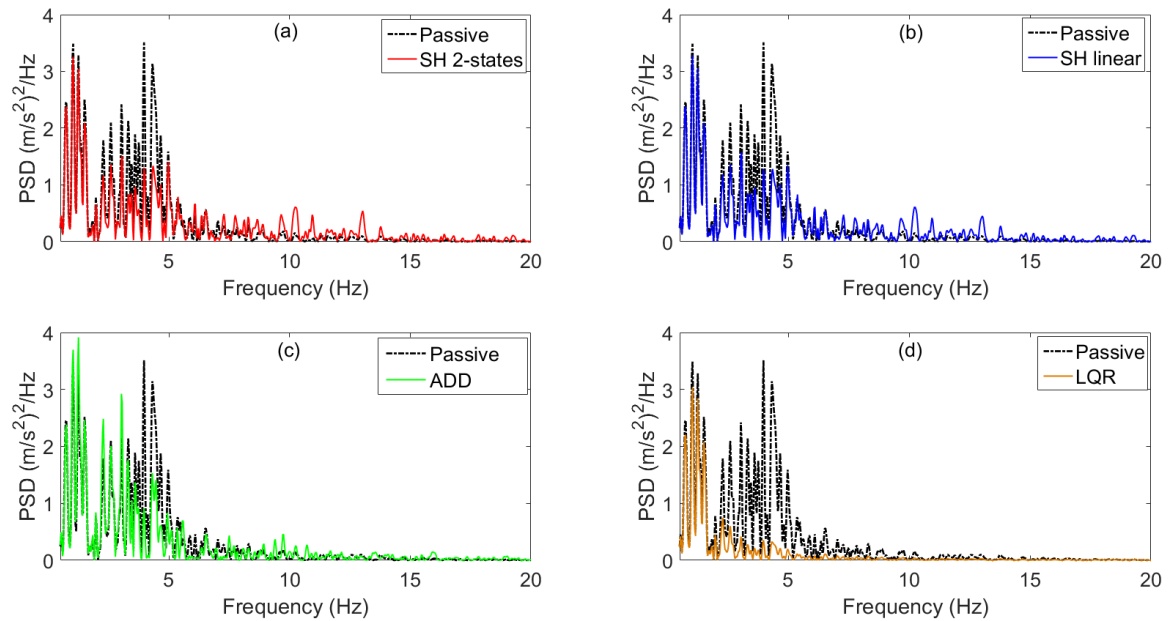 (a)
Passive
SH 2-states
PSD (m/s²)²/Hz
4
3
2
1
0
5
10
15
20
Frequency (Hz)
(b)
Passive
SH linear
PSD (m/s²)²/Hz
4
3
2
1
0
5
10
15
20
Frequency (Hz)
(c)
Passive
ADD
PSD (m/s²)²/Hz
4
3
2
1
0
5
10
15
20
Frequency (Hz)
(d)
Passive
LQR
PSD (m/s²)²/Hz
4
3
2
1
0
5
10
15
20
Frequency (Hz)